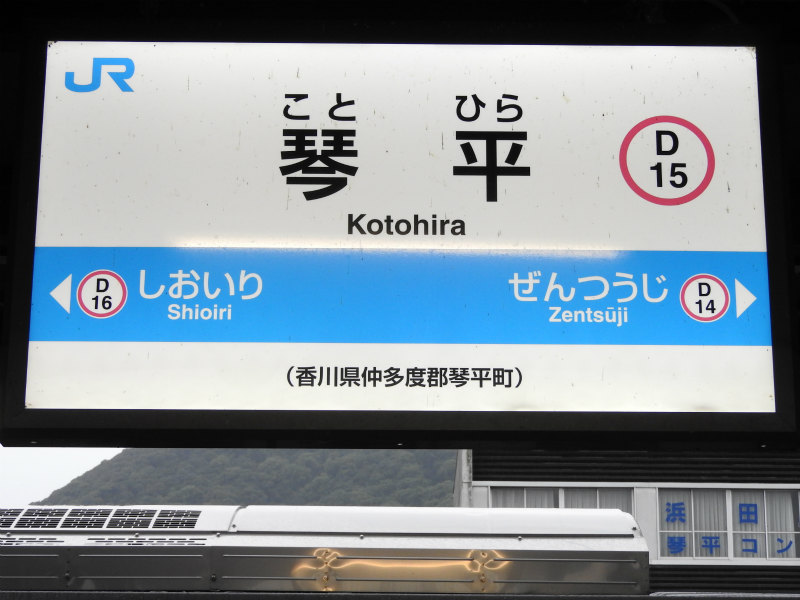 JR
こと ひら
琴 平
D
15
Kotohira
D
16
しおいり
Shioiri
ぜんつうじ
Zentsūji
D
14
（香川県仲多度郡琴平町）
浜 田
琴平コン